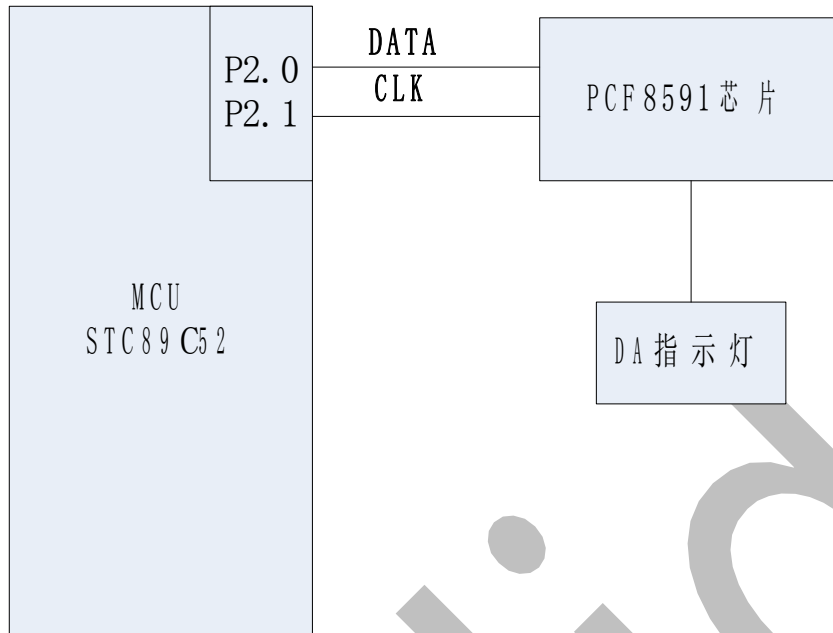 P2.0
P2.1
DATA
CLK
PCF8591芯片
MCU
STC89C52
DA指示灯